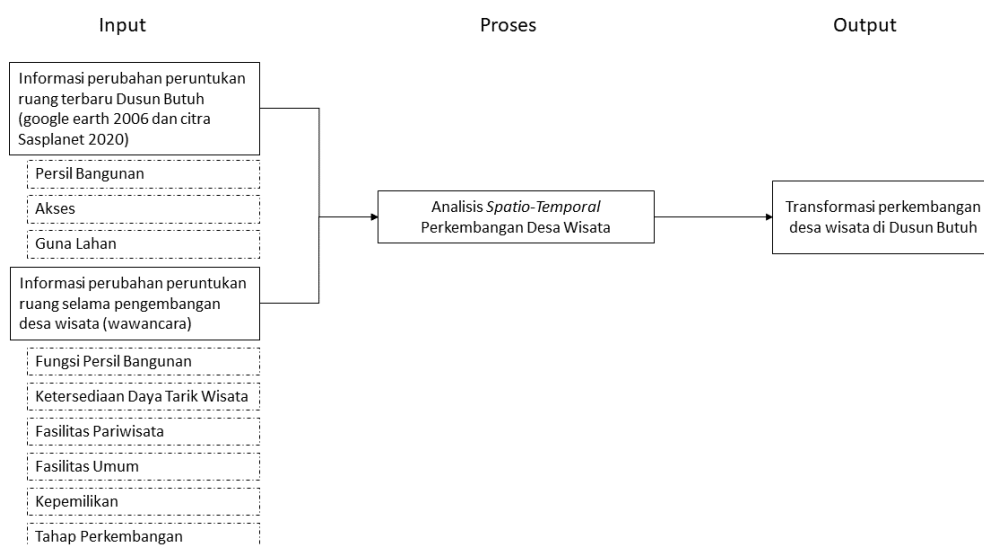 Input
Proses
Output
Informasi perubahan peruntukan
ruang terbaru Dusun Butuh
(google earth 2006 dan citra
Sasplanet 2020)
Persil Bangunan
Akses
Guna Lahan
Informasi perubahan peruntukan
ruang selama pengembangan
desa wisata (wawancara)
Fungsi Persil Bangunan
Ketersediaan Daya Tarik Wisata
Fasilitas Pariwisata
Fasilitas Umum
Kepemilikan
Tahap Perkembangan
Analisis Spatio-Temporal
Perkembangan Desa Wisata
Transformasi perkembangan
desa wisata di Dusun Butuh